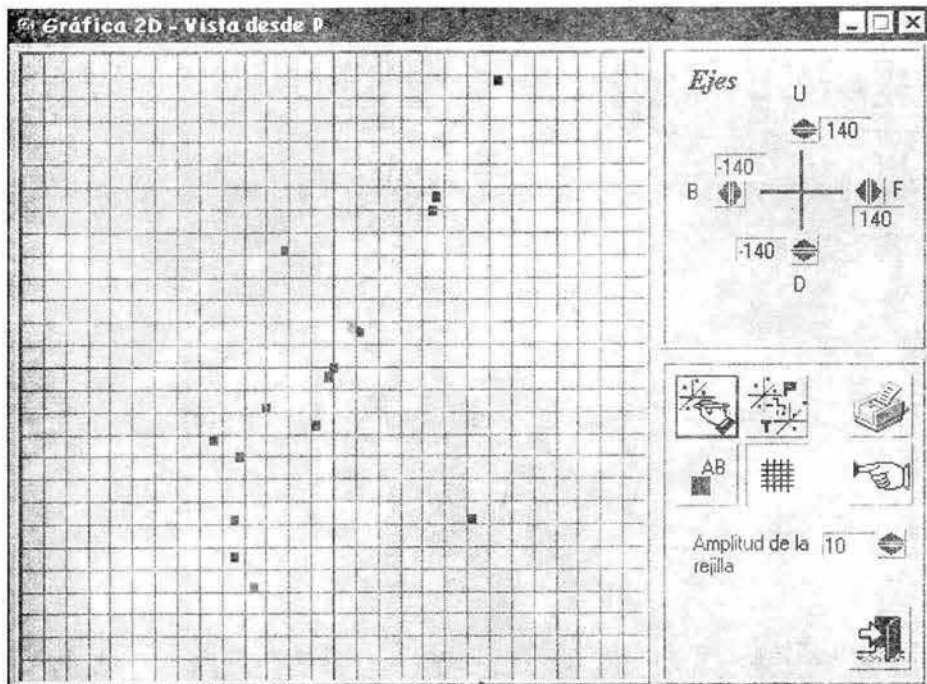 Gráfica 2D - Vista desde P
Ejes
U
140
-140
B
F
140
-140
D
P
T
AB
Amplitud de la
rejilla
10